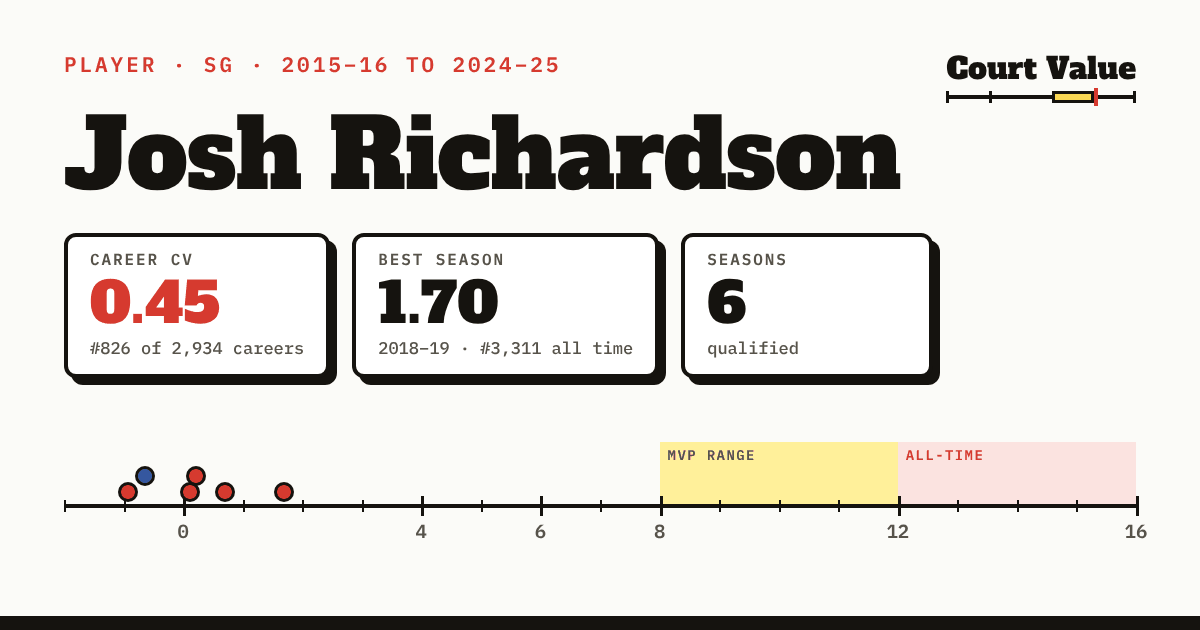 PLAYER · SG · 2015–16 TO 2024–25
Court Value
Josh Richardson
CAREER CV
0.45
#826 of 2,934 careers
BEST SEASON
1.70
2018–19 · #3,311 all time
SEASONS
6
qualified
MVP RANGE
ALL-TIME
0 4 6 8 12 16